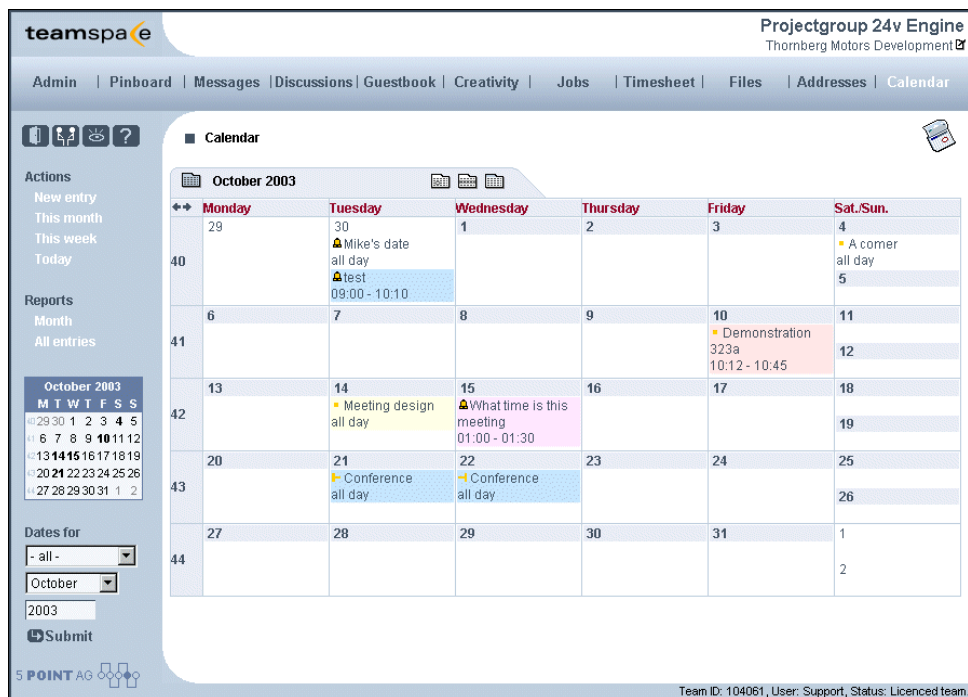 teamspace
Projectgroup 24v Engine
Thornberg Motors Development
Admin | Pinboard | Messages | Discussions | Guestbook | Creativity | Jobs | Timesheet | Files | Addresses | Calendar
?
Calendar
Actions
New entry
This month
This week
Today
Reports
Month
All entries
October 2003
Monday Tuesday Wednesday Thursday Friday Sat./Sun.
29 30 1 2 3 4
Mike's date A comer
all day all day
40
test 5
09:00 - 10:10
6 7 8 9 10 11
Demonstration
41 323a 12
10:12 - 10:45
13 14 15 16 17 18
Meeting design What time is this
42 all day meeting 19
01:00 - 01:30
20 21 22 23 24 25
Conference Conference
43 all day all day 26
27 28 29 30 31 1
44 2
October 2003
M T W T F S S
40 29 30 1 2 3 4 5
41 6 7 8 9 10 11 12
42 13 14 15 16 17 18 19
43 20 21 22 23 24 25 26
44 27 28 29 30 31 1 2
Dates for
- all -
October
2003
Submit
5 POINT AG
Team ID: 104061, User: Support, Status: Licenced team